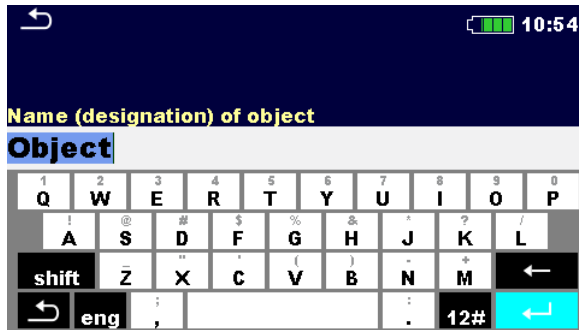 10:54
Name (designation) of object
Object
1 2 3 4 5 6 7 8 9 0
Q W E R T Y U I O P
! @ # $ % & * ? /
A S D F G H J K L
- " ' ( ) - +
shift Z X C V B N M
; :
eng , . 12#